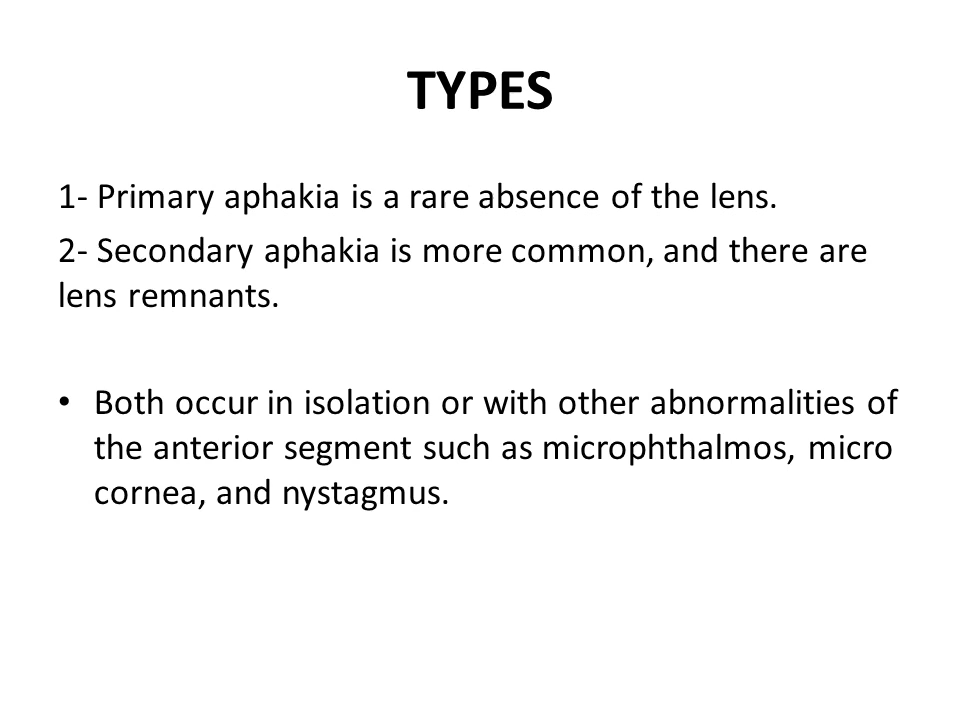 TYPES
1- Primary aphakia is a rare absence of the lens.
2- Secondary aphakia is more common, and there are
lens remnants.
• Both occur in isolation or with other abnormalities of
the anterior segment such as microphthalmos, micro
cornea, and nystagmus.